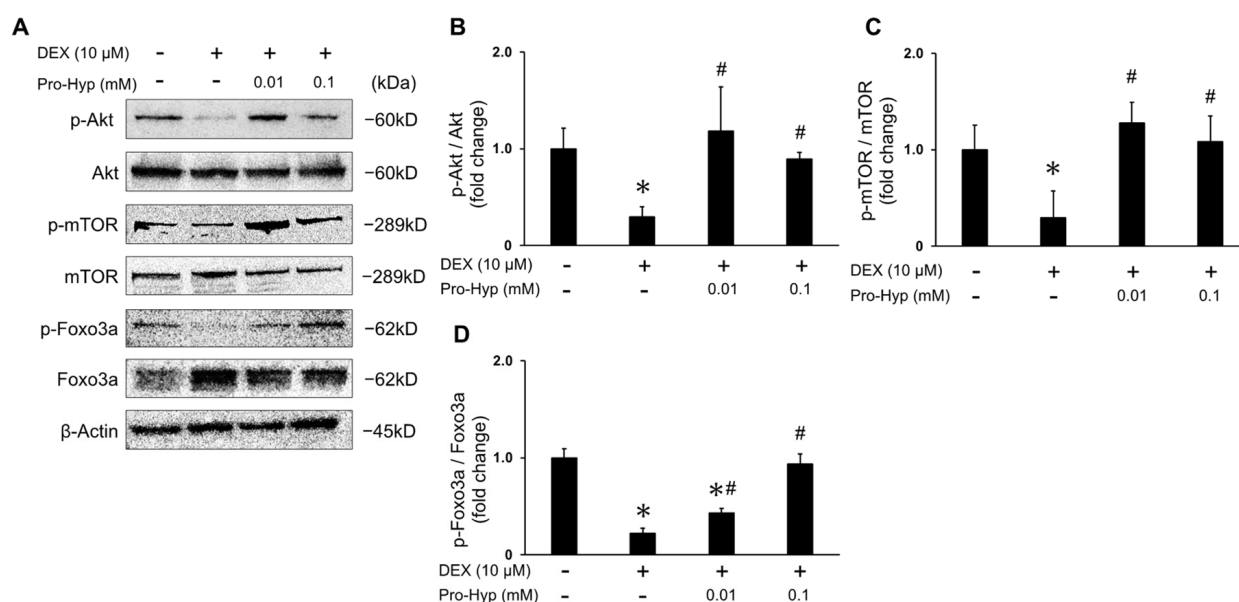 A
DEX (10 μM) - + + +
Pro-Hyp (mM) - - 0.01 0.1 (kDa)
p-Akt −60kD
Akt −60kD
p-mTOR −289kD
mTOR −289kD
p-Foxo3a −62kD
Foxo3a −62kD
β-Actin −45kD
B
p-Akt / Akt
(fold change)
2.0
1.0
0
* # #
DEX (10 μM) - + + +
Pro-Hyp (mM) - - 0.01 0.1
C
p-mTOR / mTOR
(fold change)
2.0
1.0
0
* # #
DEX (10 μM) - + + +
Pro-Hyp (mM) - - 0.01 0.1
D
p-Foxo3a / Foxo3a
(fold change)
2.0
1.0
0
* *# #
DEX (10 μM) - + + +
Pro-Hyp (mM) - - 0.01 0.1